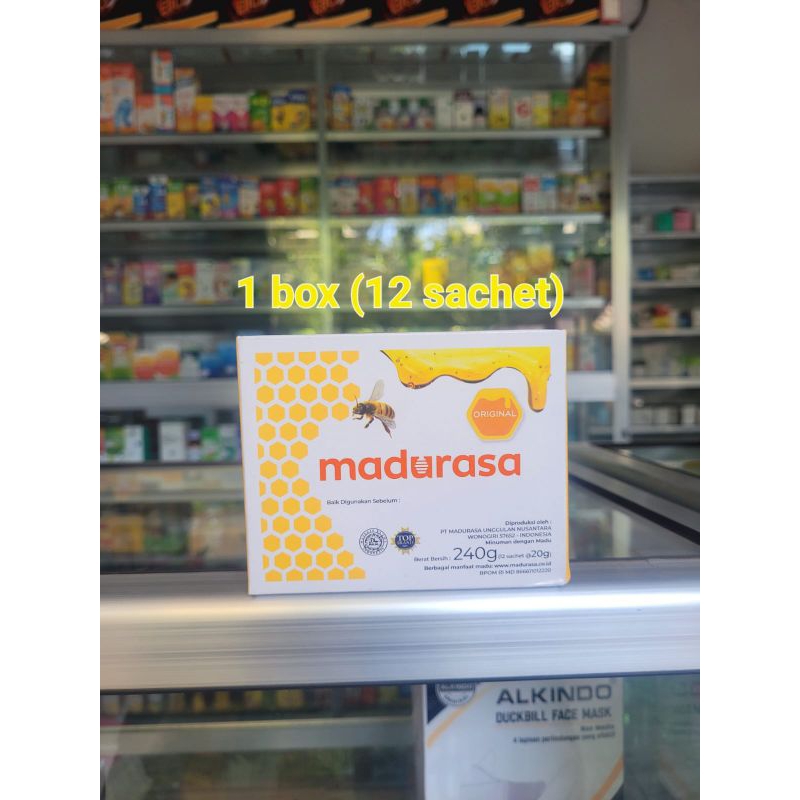 1 box (12 sachet)
ORIGINAL
madurasa
Baik Digunakan Sebelum :
Diproduksi oleh :
PT MADURASA UNGGULAN NUSANTARA
WONOGIRI 57652 - INDONESIA
Minuman dengan Madu
TOP
Berat Bersih : 240g (12 sachet @20g)
Berbagai manfaat madu: www.madurasa.co.id
ALKINDO
DUCKBILL FACE MASK